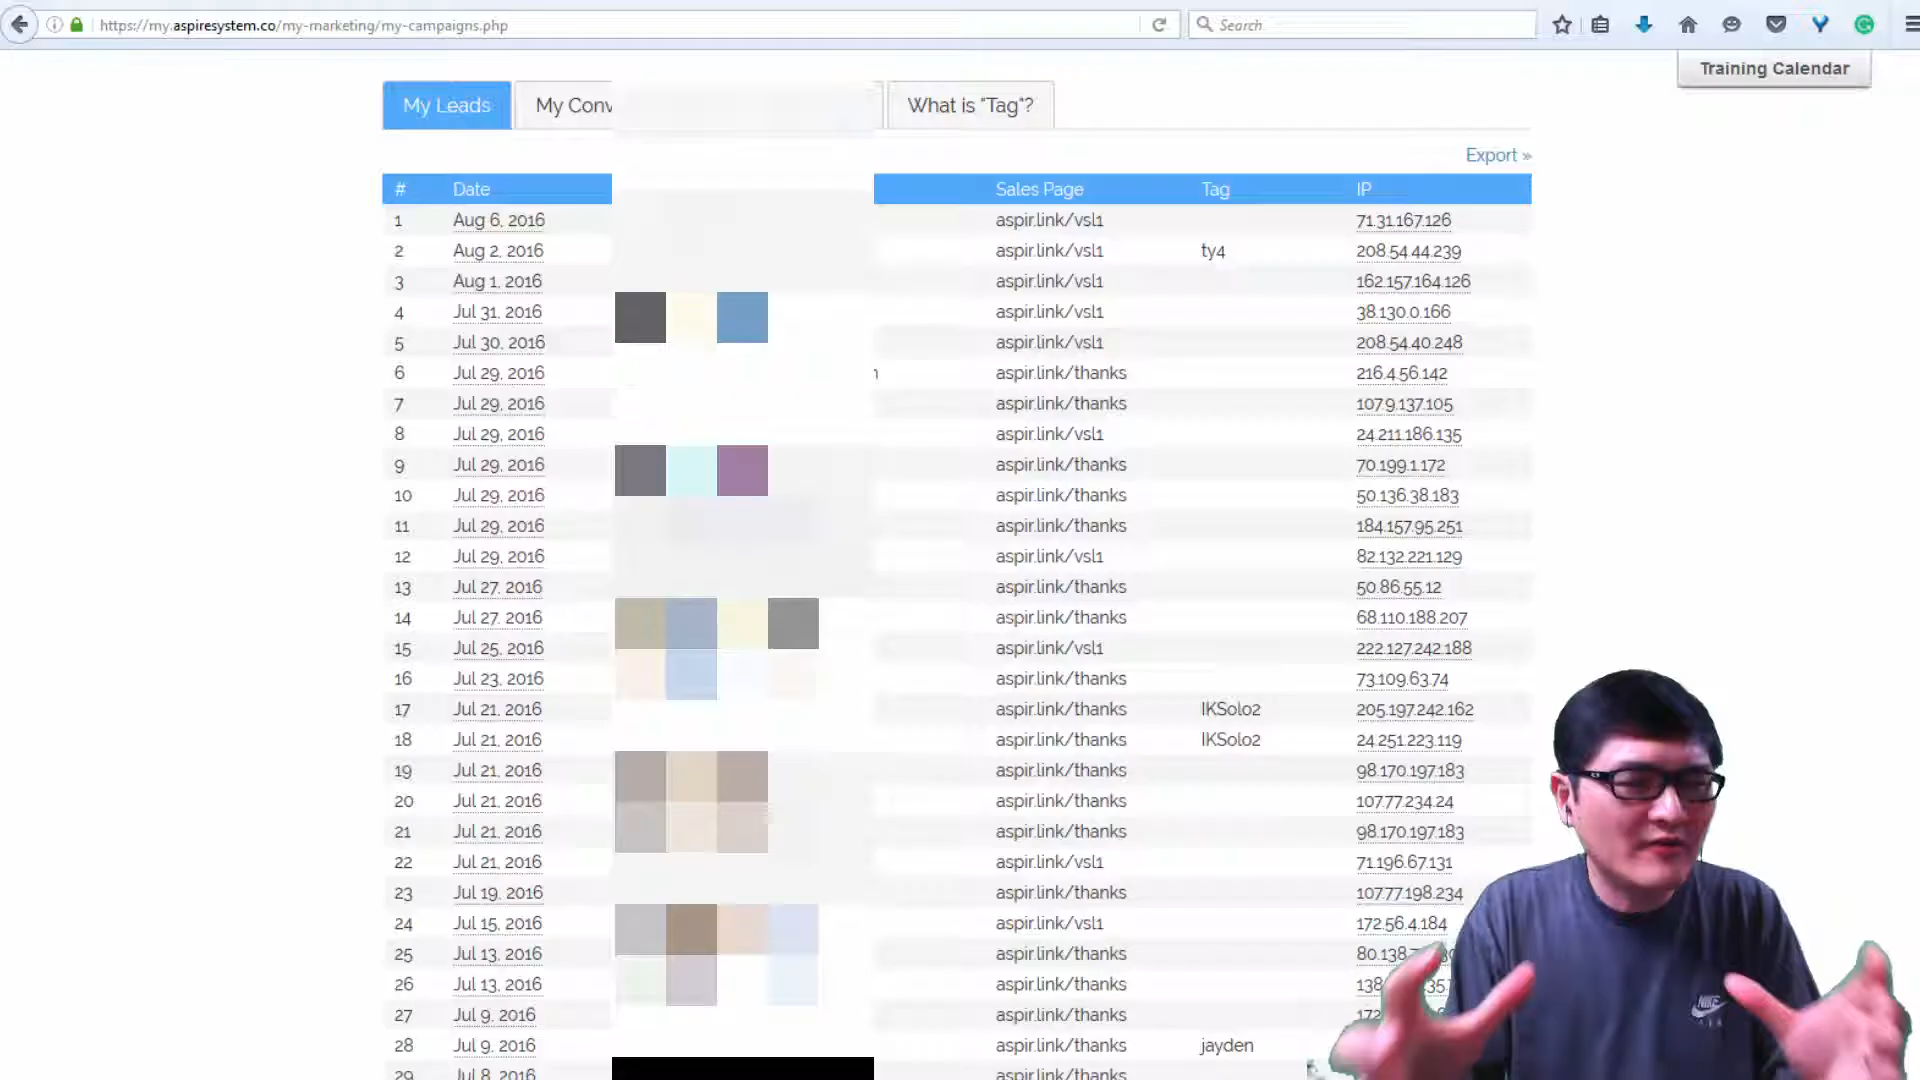 https://my.aspiresystem.co/my-marketing/my-campaigns.php
Search
Training Calendar
My Leads
My Conv
What is "Tag"?
Export »
# Date Sales Page Tag IP
1 Aug 6, 2016 aspir.link/vsl1 71.31.167.126
2 Aug 2, 2016 aspir.link/vsl1 ty4 208.54.44.239
3 Aug 1, 2016 aspir.link/vsl1 162.157.164.126
4 Jul 31, 2016 aspir.link/vsl1 38.130.0.166
5 Jul 30, 2016 aspir.link/vsl1 208.54.40.248
6 Jul 29, 2016 aspir.link/thanks 216.4.56.142
7 Jul 29, 2016 aspir.link/thanks 107.9.137.105
8 Jul 29, 2016 aspir.link/vsl1 24.211.186.135
9 Jul 29, 2016 aspir.link/thanks 70.199.1.172
10 Jul 29, 2016 aspir.link/thanks 50.136.38.183
11 Jul 29, 2016 aspir.link/thanks 184.157.95.251
12 Jul 29, 2016 aspir.link/vsl1 82.132.221.129
13 Jul 27, 2016 aspir.link/thanks 50.86.55.12
14 Jul 27, 2016 aspir.link/thanks 68.110.188.207
15 Jul 25, 2016 aspir.link/vsl1 222.127.242.188
16 Jul 23, 2016 aspir.link/thanks 73.109.63.74
17 Jul 21, 2016 aspir.link/thanks IKSolo2 205.197.242.162
18 Jul 21, 2016 aspir.link/thanks IKSolo2 24.251.223.119
19 Jul 21, 2016 aspir.link/thanks 98.170.197.183
20 Jul 21, 2016 aspir.link/thanks 107.77.234.24
21 Jul 21, 2016 aspir.link/thanks 98.170.197.183
22 Jul 21, 2016 aspir.link/vsl1 71.196.67.131
23 Jul 19, 2016 aspir.link/thanks 107.77.198.234
24 Jul 15, 2016 aspir.link/vsl1 172.56.4.184
25 Jul 13, 2016 aspir.link/thanks 80.138.
26 Jul 13, 2016 aspir.link/thanks 138
27 Jul 9, 2016 aspir.link/thanks 172
28 Jul 9, 2016 aspir.link/thanks jayden
29 Jul 8, 2016 aspir.link/thanks
NIKE
AIR